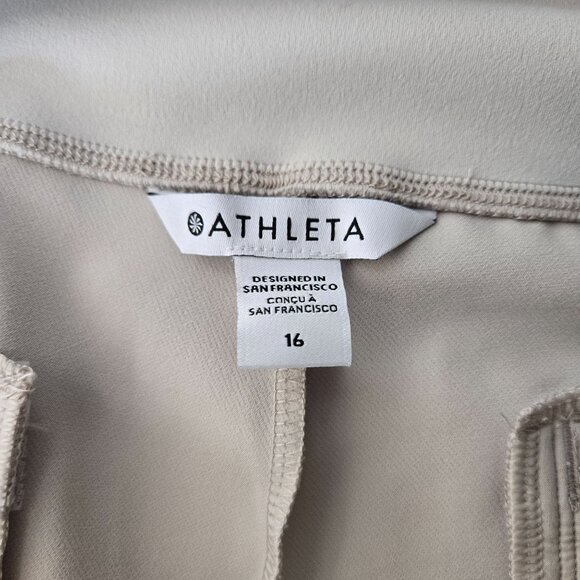 ATHLETA
DESIGNED IN
SAN FRANCISCO
CONÇU À
SAN FRANCISCO
16